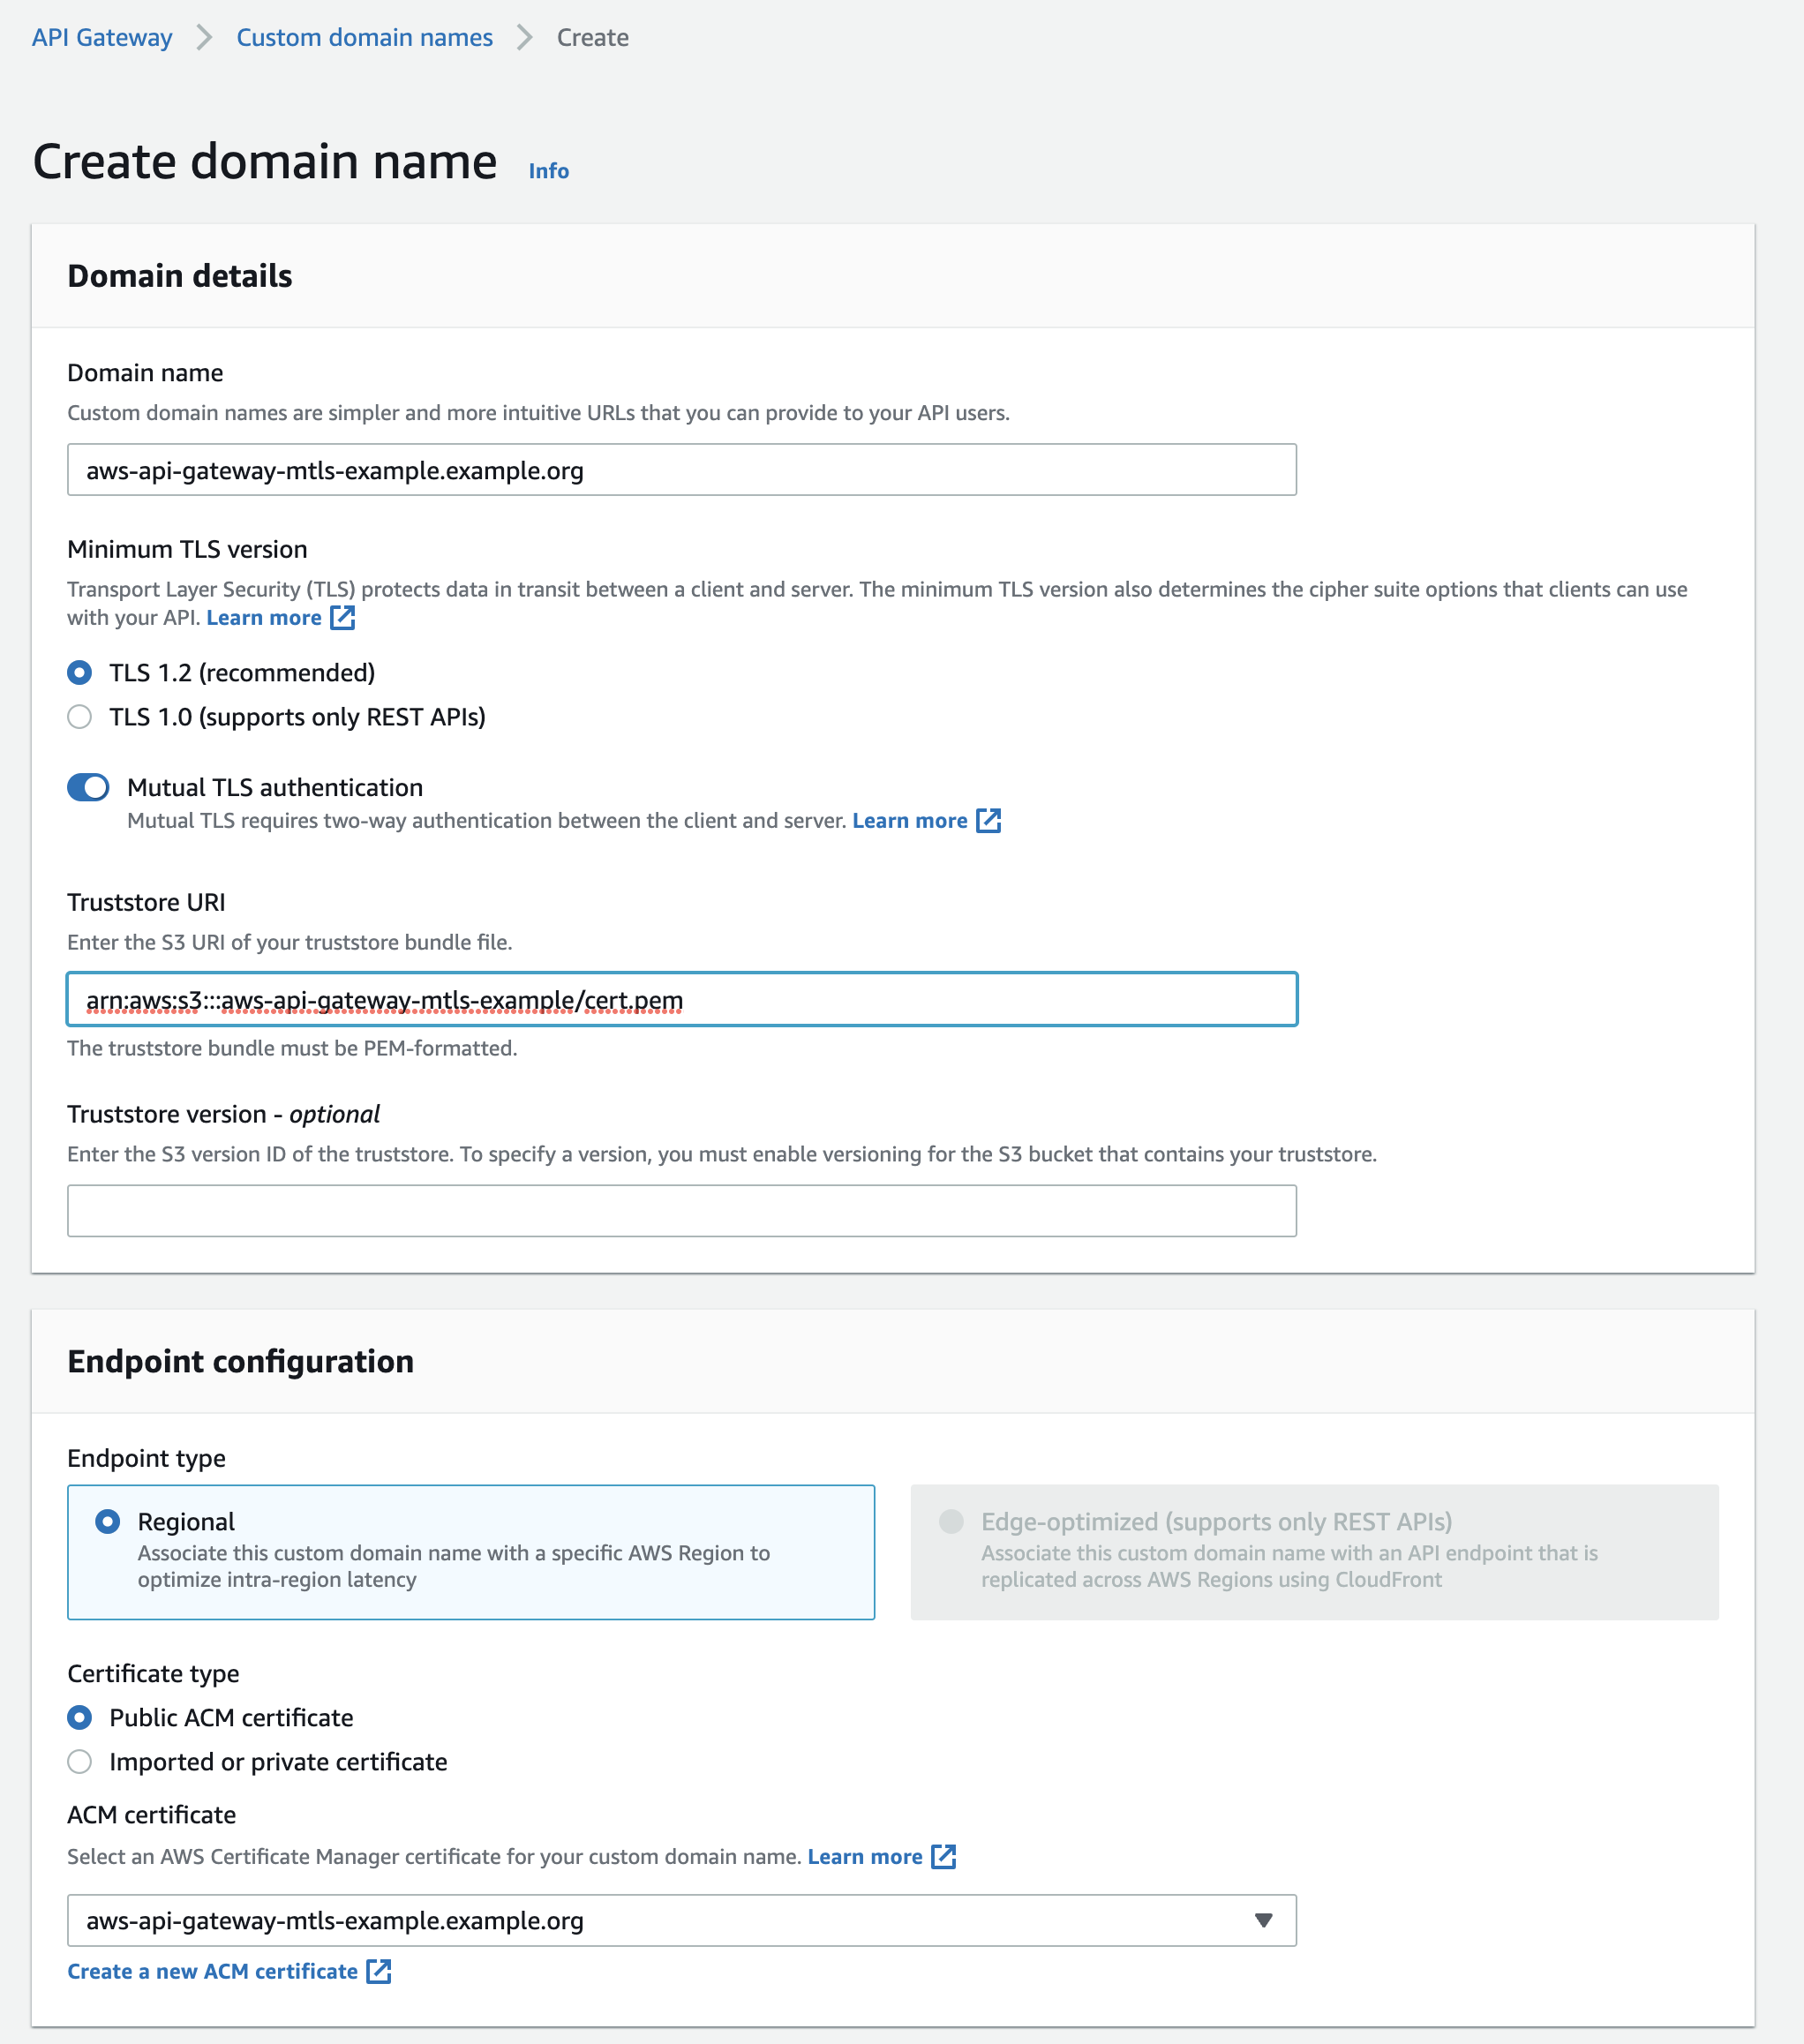 API Gateway > Custom domain names > Create
Create domain name Info
Domain details
Domain name
Custom domain names are simpler and more intuitive URLs that you can provide to your API users.
aws-api-gateway-mtls-example.example.org
Minimum TLS version
Transport Layer Security (TLS) protects data in transit between a client and server. The minimum TLS version also determines the cipher suite options that clients can use
with your API. Learn more
TLS 1.2 (recommended)
TLS 1.0 (supports only REST APIs)
Mutual TLS authentication
Mutual TLS requires two-way authentication between the client and server. Learn more
Truststore URI
Enter the S3 URI of your truststore bundle file.
arn:aws:s3:::aws-api-gateway-mtls-example/cert.pem
The truststore bundle must be PEM-formatted.
Truststore version - optional
Enter the S3 version ID of the truststore. To specify a version, you must enable versioning for the S3 bucket that contains your truststore.
Endpoint configuration
Endpoint type
Regional
Associate this custom domain name with a specific AWS Region to
optimize intra-region latency
Edge-optimized (supports only REST APIs)
Associate this custom domain name with an API endpoint that is
replicated across AWS Regions using CloudFront
Certificate type
Public ACM certificate
Imported or private certificate
ACM certificate
Select an AWS Certificate Manager certificate for your custom domain name. Learn more
aws-api-gateway-mtls-example.example.org
Create a new ACM certificate